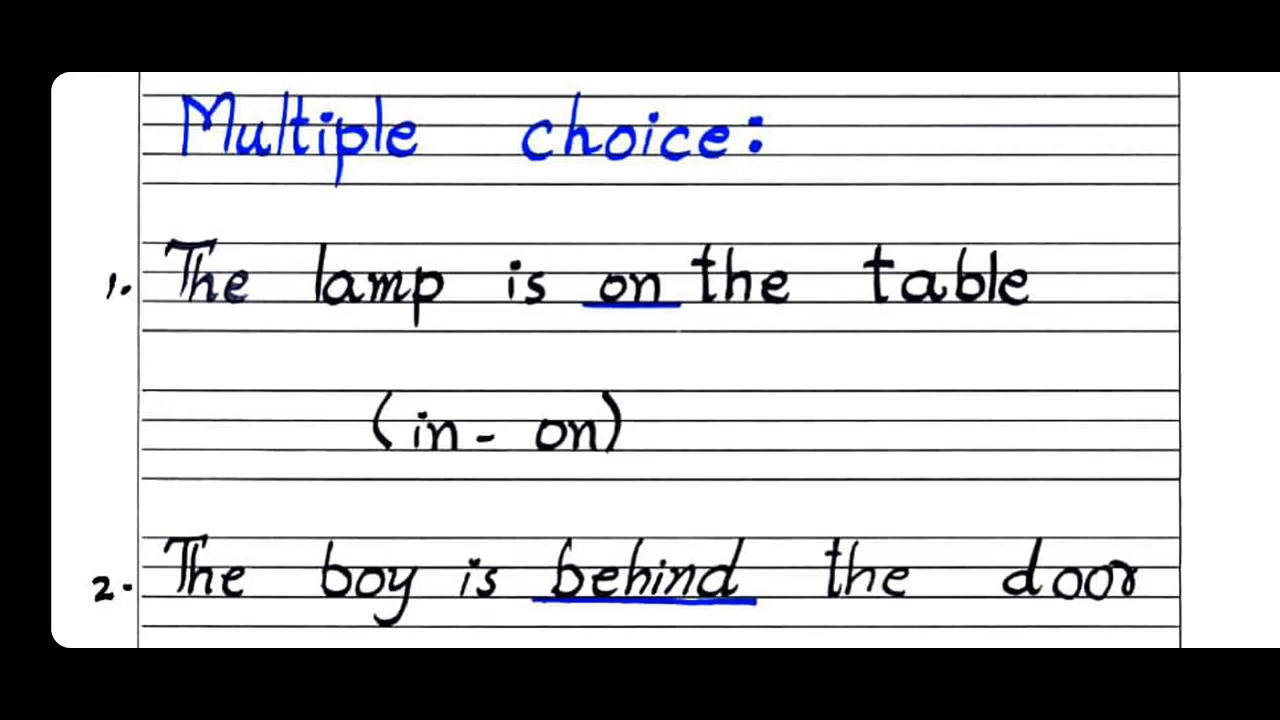 Multiple choice:
1. The lamp is on the table
(in - on)
2. The boy is behind the door